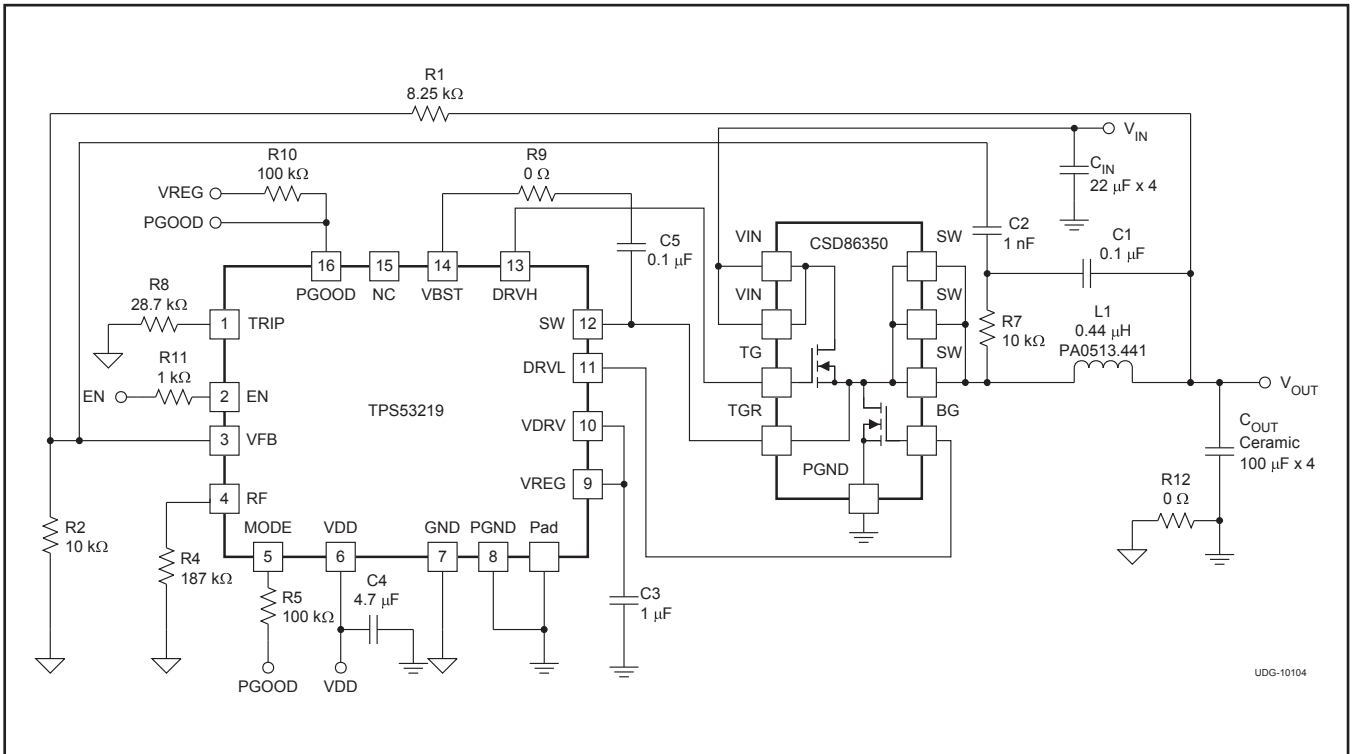 R1
8.25 kΩ
V_IN
R10
100 kΩ
R9
0 Ω
C_IN
22 μF x 4
VREG
PGOOD
C5
0.1 μF
VIN
CSD86350
SW
C2
1 nF
C1
0.1 μF
16
15
14
13
PGOOD
NC
VBST
DRVH
R8
28.7 kΩ
1
TRIP
SW
12
VIN
SW
R7
10 kΩ
L1
0.44 μH
PA0513.441
TG
SW
R11
1 kΩ
DRVL
11
EN
2
EN
TPS53219
TGR
BG
V_OUT
3
VFB
VDRV
10
C_OUT
Ceramic
100 μF x 4
4
RF
VREG
9
PGND
R12
0 Ω
R2
10 kΩ
MODE
VDD
GND
PGND
Pad
5
6
7
8
R4
187 kΩ
R5
100 kΩ
C4
4.7 μF
C3
1 μF
PGOOD
VDD
UDG-10104